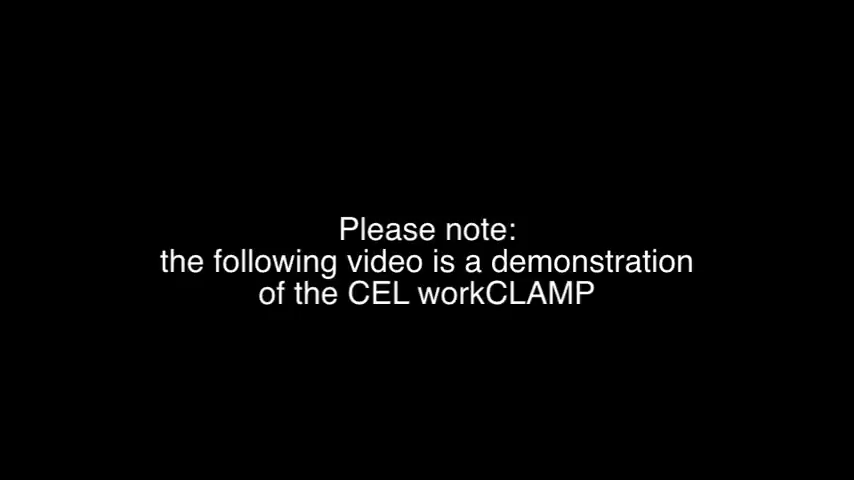 Please note:
the following video is a demonstration
of the CEL workCLAMP